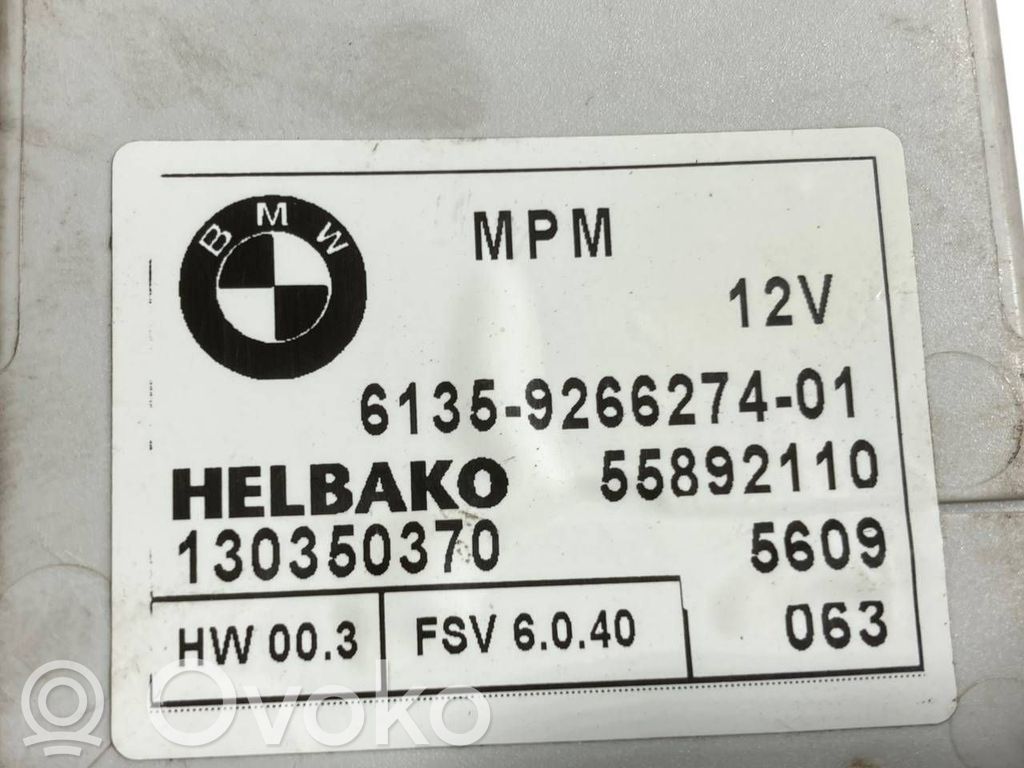 BMW
MPM
12V
6135-9266274-01
HELBAKO 55892110
130350370 5609
HW 00.3 FSV 6.0.40 063
Ovoko